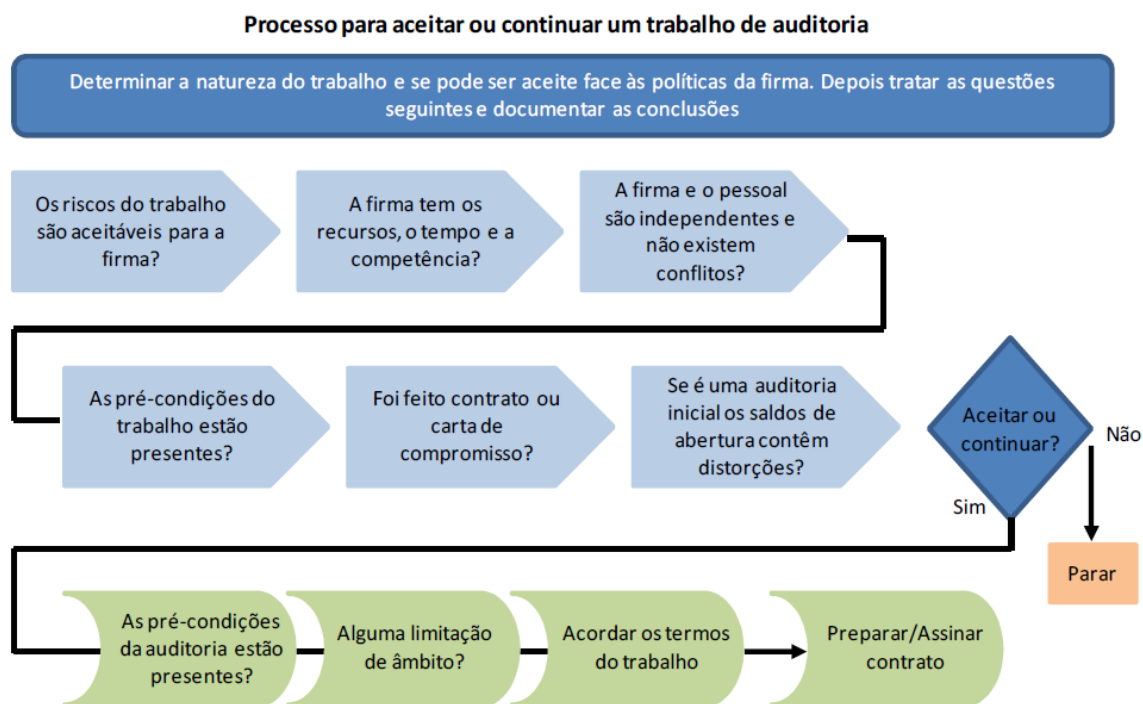 Processo para aceitar ou continuar um trabalho de auditoria
Determinar a natureza do trabalho e se pode ser aceite face às políticas da firma. Depois tratar as questões
seguintes e documentar as conclusões
Os riscos do trabalho
são aceitáveis para a
firma?
A firma tem os
recursos, o tempo e a
competência?
A firma e o pessoal
são independentes e
não existem
conflitos?
As pré-condições do
trabalho estão
presentes?
Foi feito contrato ou
carta de
compromisso?
Se é uma auditoria
inicial os saldos de
abertura contêm
distorções?
Aceitar ou
continuar?
Não
Sim
Parar
As pré-condições
da auditoria estão
presentes?
Alguma limitação
de âmbito?
Acordar os termos
do trabalho
Preparar/Assinar
contrato